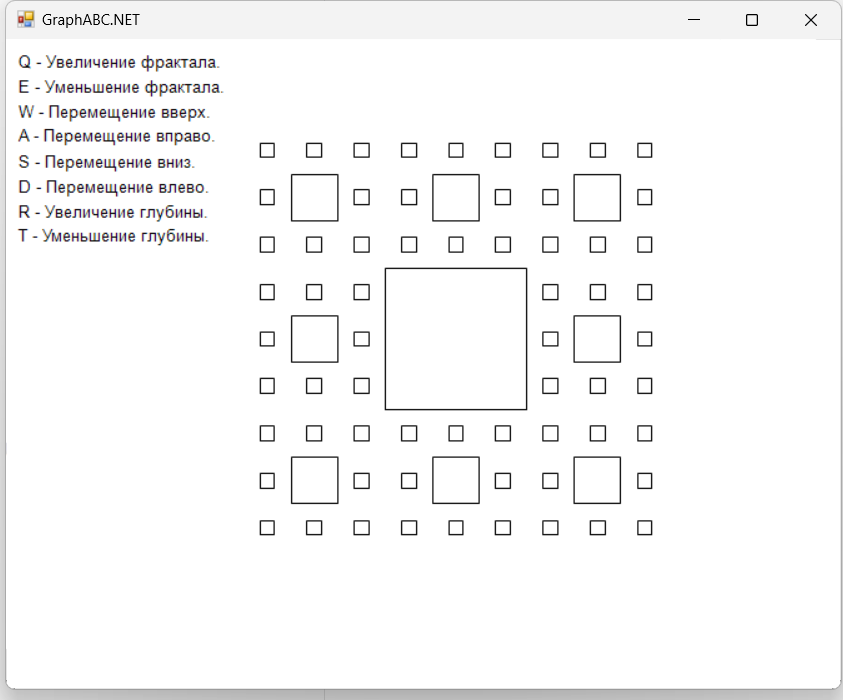 GraphABC.NET
Q - Увеличение фрактала.
E - Уменьшение фрактала.
W - Перемещение вверх.
A - Перемещение вправо.
S - Перемещение вниз.
D - Перемещение влево.
R - Увеличение глубины.
T - Уменьшение глубины.